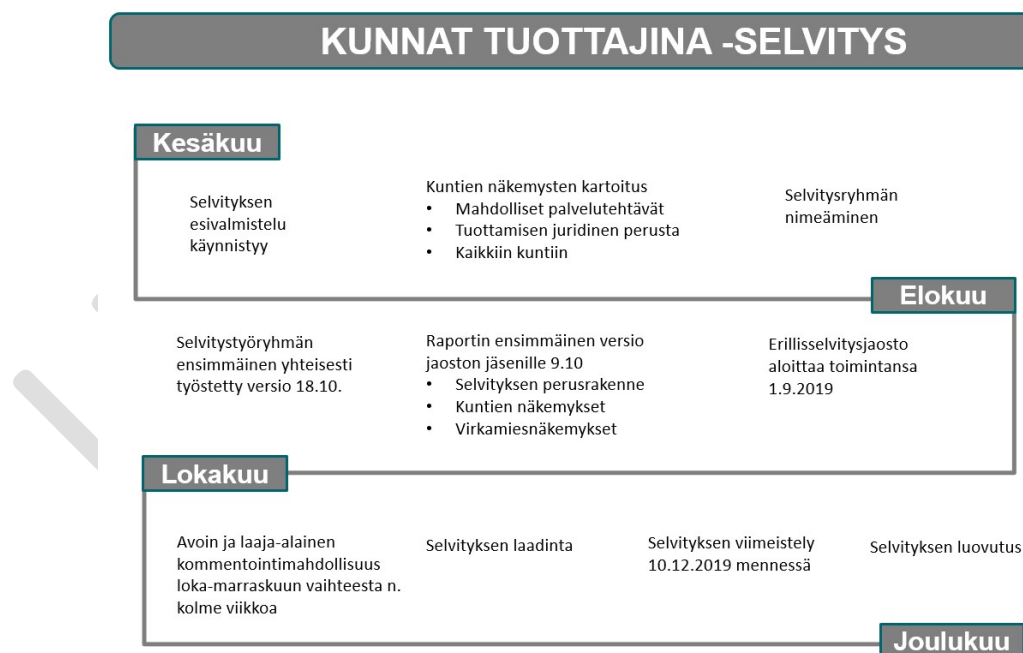 KUNNAT TUOTTAJINA -SELVITYS
Kesäkuu
Selvityksen
esivalmistelu
käynnistyy
Kuntien näkemysten kartoitus
• Mahdolliset palvelutehtävät
• Tuottamisen juridinen perusta
• Kaikkiin kuntiin
Selvitysryhmän
nimeäminen
Elokuu
Selvitystyöryhmän
ensimmäinen yhteisesti
työstetty versio 18.10.
Raportin ensimmäinen versio
jaoston jäsenille 9.10
• Selvityksen perusrakenne
• Kuntien näkemykset
• Virkamiesnäkemykset
Erillisselvitysjaosto
aloittaa toimintansa
1.9.2019
Lokakuu
Avoin ja laaja-alainen
kommentointimahdollisuus
loka-marraskuun vaihteesta n.
kolme viikkoa
Selvityksen laadinta
Selvityksen viimeistely
10.12.2019 mennessä
Selvityksen luovutus
Joulukuu